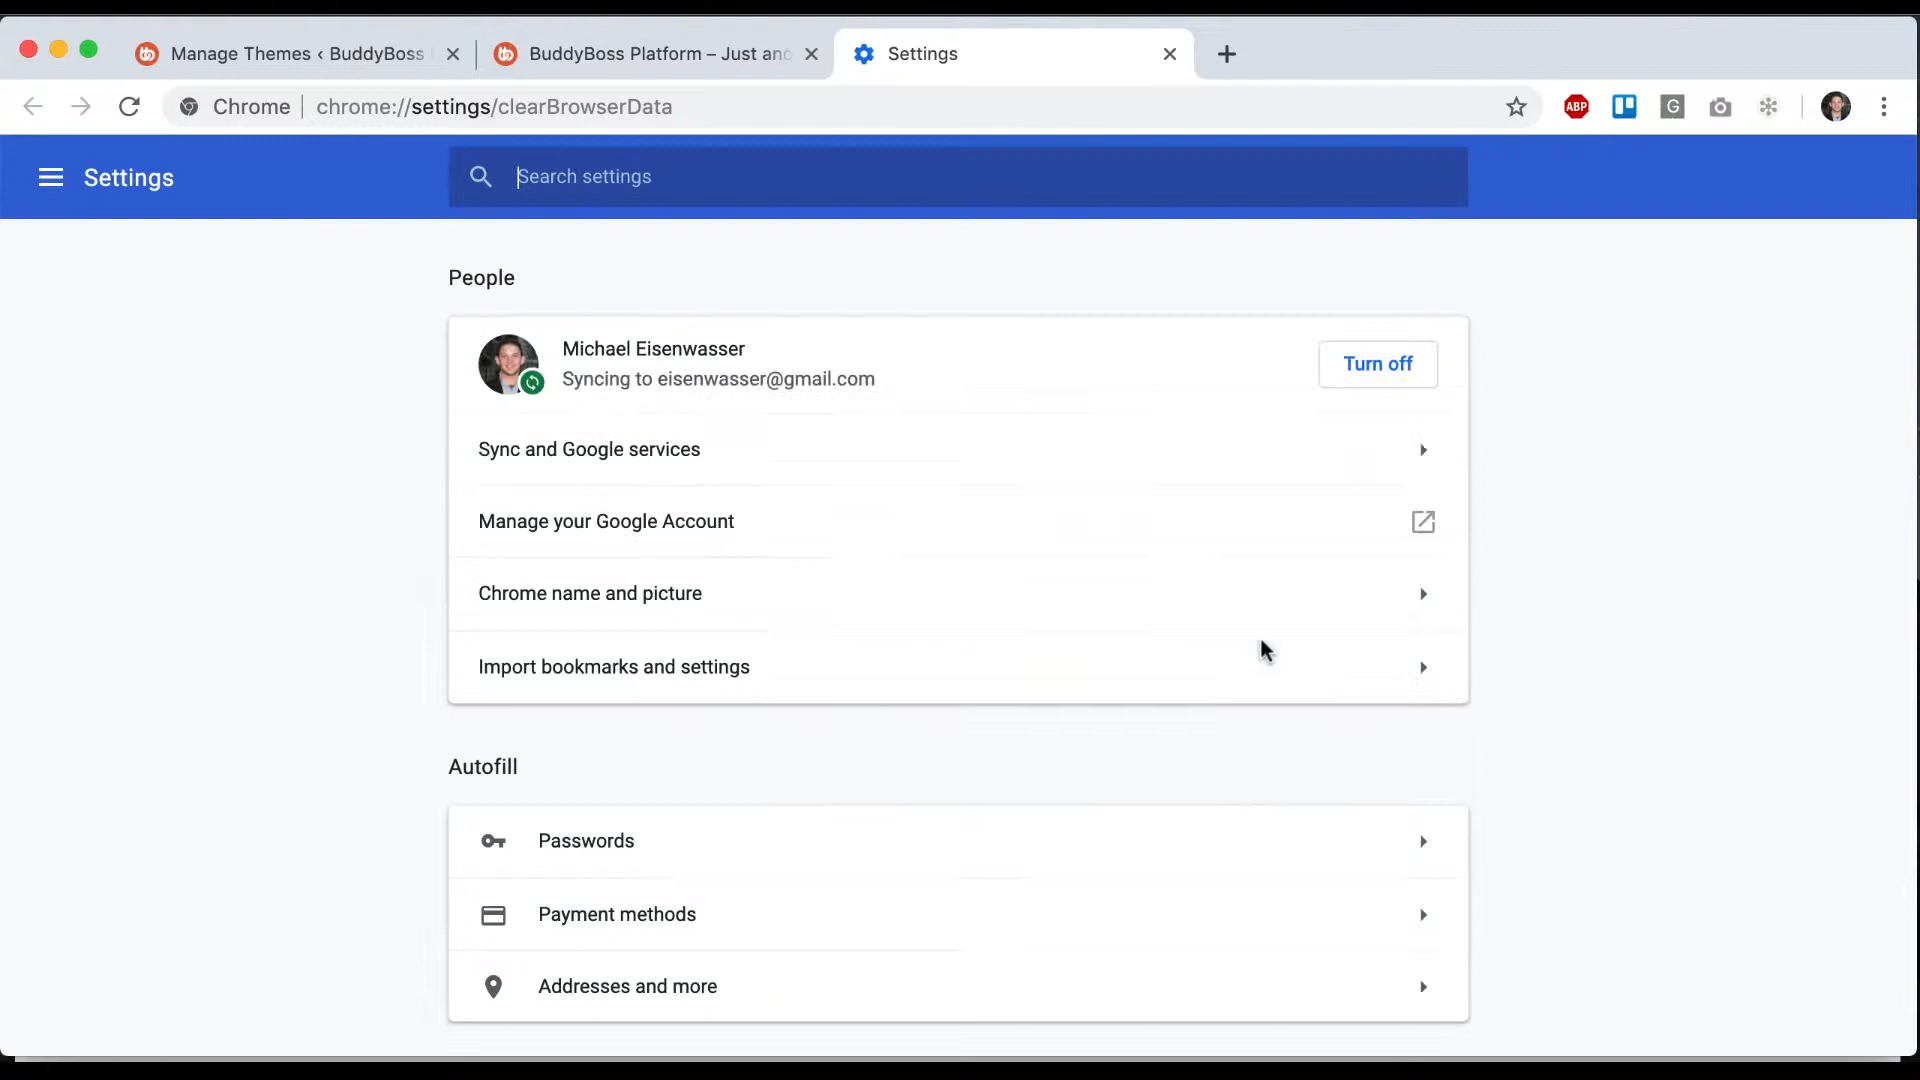 Manage Themes ‹ BuddyBoss
BuddyBoss Platform – Just and
Settings
Chrome
chrome://settings/clearBrowserData
ABP
G
Settings
Search settings
People
Michael Eisenwasser
Syncing to eisenwasser@gmail.com
Turn off
Sync and Google services
Manage your Google Account
Chrome name and picture
Import bookmarks and settings
Autofill
Passwords
Payment methods
Addresses and more